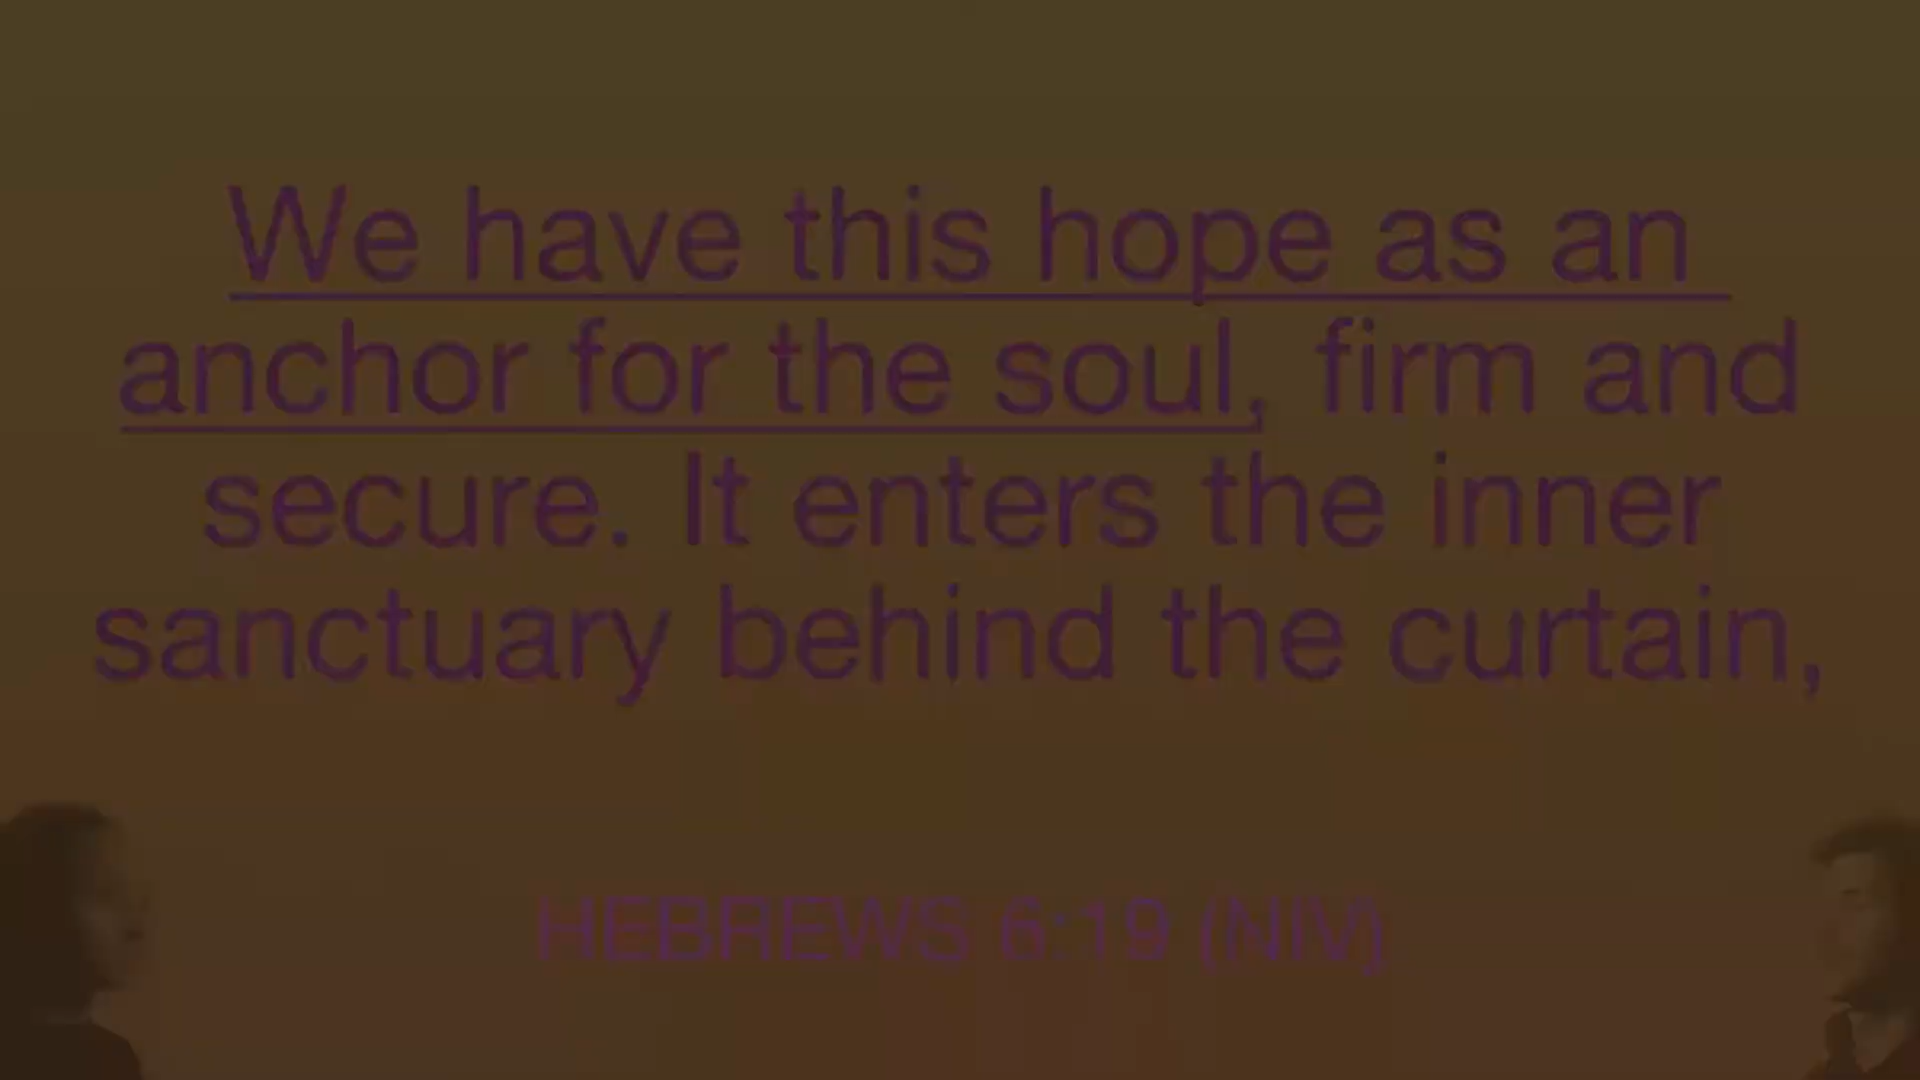 We have this hope as an
anchor for the soul, firm and
secure. It enters the inner
sanctuary behind the curtain,
HEBREWS 6:19 (NIV)